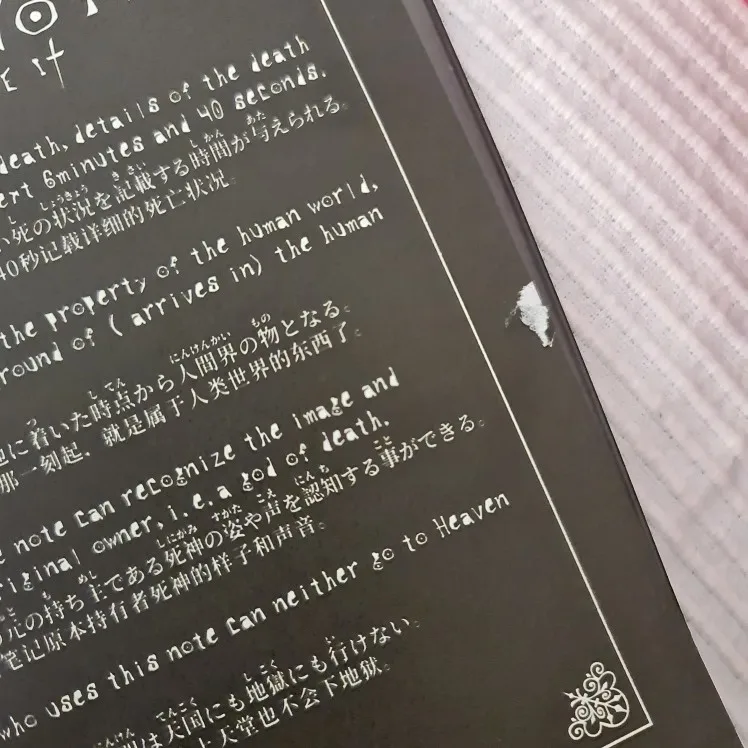 r It
death, details of the death
ert 6minutes and 40 seconds.
い死の状況を記載する時間が与えられる。
40秒记载详细的死亡状况。
the property of the human world,
round of ( arrives in) the human
に着いた時点から人間界の物となる。
那一刻起，就是属于人类世界的东西了。
note can recognize the image and
riginal owner, i.e. a god of death.
元の持ち主である死神の姿や声を認知する事ができる。
笔记原本持有者死神的样子和声音。
who uses this note can neither go to Heaven
は天国にも地獄にも行けない。
上天堂也不会下地狱。